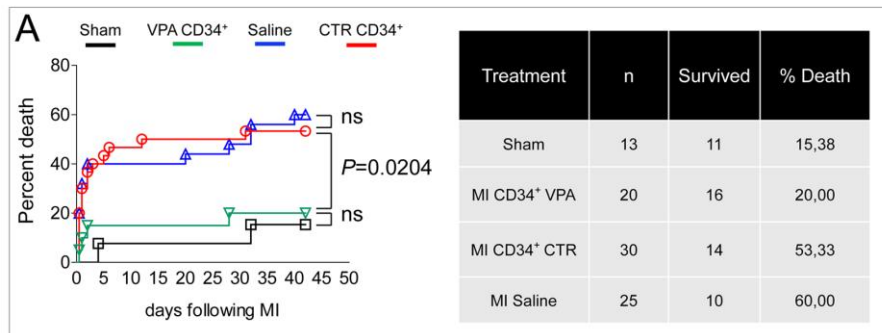 A
Sham VPA CD34⁺ Saline CTR CD34⁺
Percent death
80
60
40
20
0
0 5 10 15 20 25 30 35 40 45 50
days following MI
ns
P=0.0204
ns
Treatment n Survived % Death
Sham 13 11 15,38
MI CD34⁺ VPA 20 16 20,00
MI CD34⁺ CTR 30 14 53,33
MI Saline 25 10 60,00